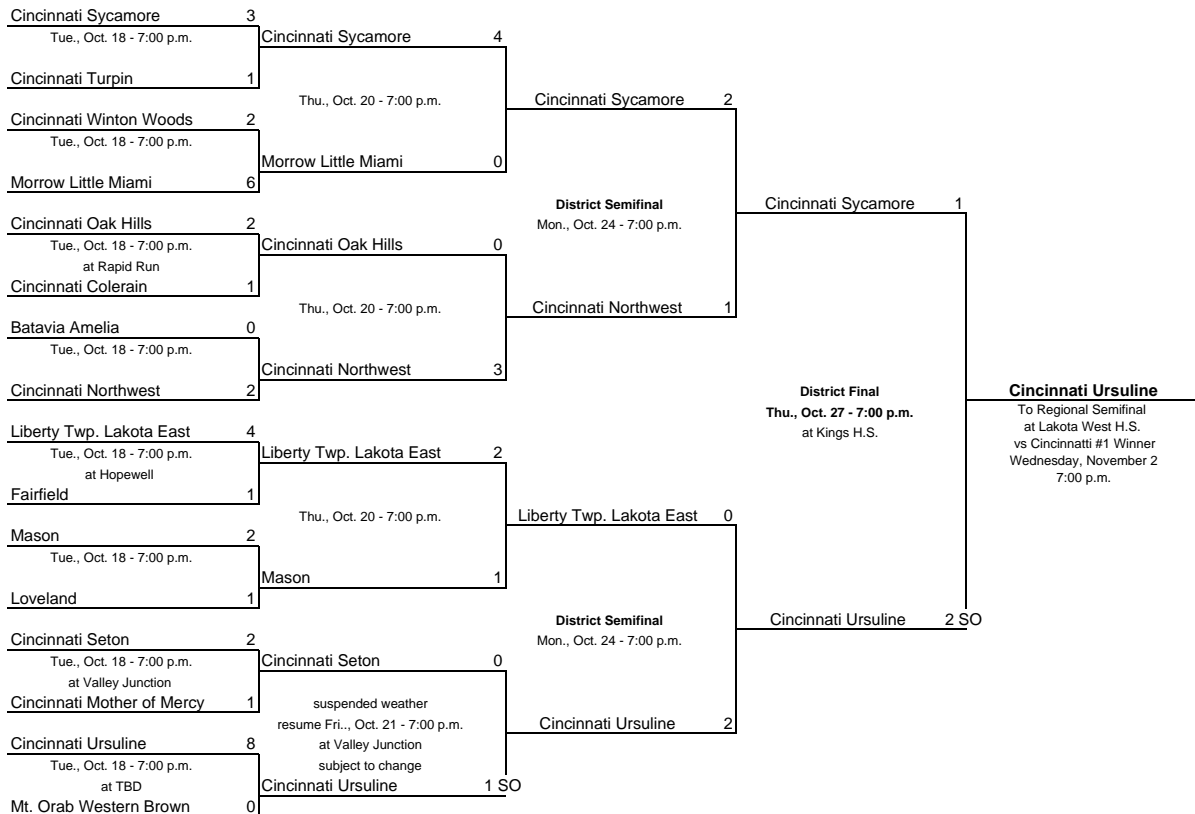 Cincinnati Sycamore 3
Tue., Oct. 18 - 7:00 p.m.
Cincinnati Turpin 1
Cincinnati Winton Woods 2
Tue., Oct. 18 - 7:00 p.m.
Morrow Little Miami 6
Cincinnati Oak Hills 2
Tue., Oct. 18 - 7:00 p.m.
at Rapid Run
Cincinnati Colerain 1
Batavia Amelia 0
Tue., Oct. 18 - 7:00 p.m.
Cincinnati Northwest 2
Liberty Twp. Lakota East 4
Tue., Oct. 18 - 7:00 p.m.
at Hopewell
Fairfield 1
Mason 2
Tue., Oct. 18 - 7:00 p.m.
Loveland 1
Cincinnati Seton 2
Tue., Oct. 18 - 7:00 p.m.
at Valley Junction
Cincinnati Mother of Mercy 1
Cincinnati Ursuline 8
Tue., Oct. 18 - 7:00 p.m.
at TBD
Mt. Orab Western Brown 0
Cincinnati Sycamore 4
Thu., Oct. 20 - 7:00 p.m.
Morrow Little Miami 0
Cincinnati Oak Hills 0
Thu., Oct. 20 - 7:00 p.m.
Cincinnati Northwest 3
Liberty Twp. Lakota East 2
Thu., Oct. 20 - 7:00 p.m.
Mason 1
Cincinnati Seton 0
suspended weather
resume Fri.., Oct. 21 - 7:00 p.m.
at Valley Junction
subject to change
Cincinnati Ursuline 1 SO
Cincinnati Sycamore 2
District Semifinal
Mon., Oct. 24 - 7:00 p.m.
Cincinnati Northwest 1
Liberty Twp. Lakota East 0
District Semifinal
Mon., Oct. 24 - 7:00 p.m.
Cincinnati Ursuline 2
Cincinnati Sycamore 1
District Final
Thu., Oct. 27 - 7:00 p.m.
at Kings H.S.
Cincinnati Ursuline 2 SO
Cincinnati Ursuline
To Regional Semifinal
at Lakota West H.S.
vs Cincinnatti #1 Winner
Wednesday, November 2
7:00 p.m.